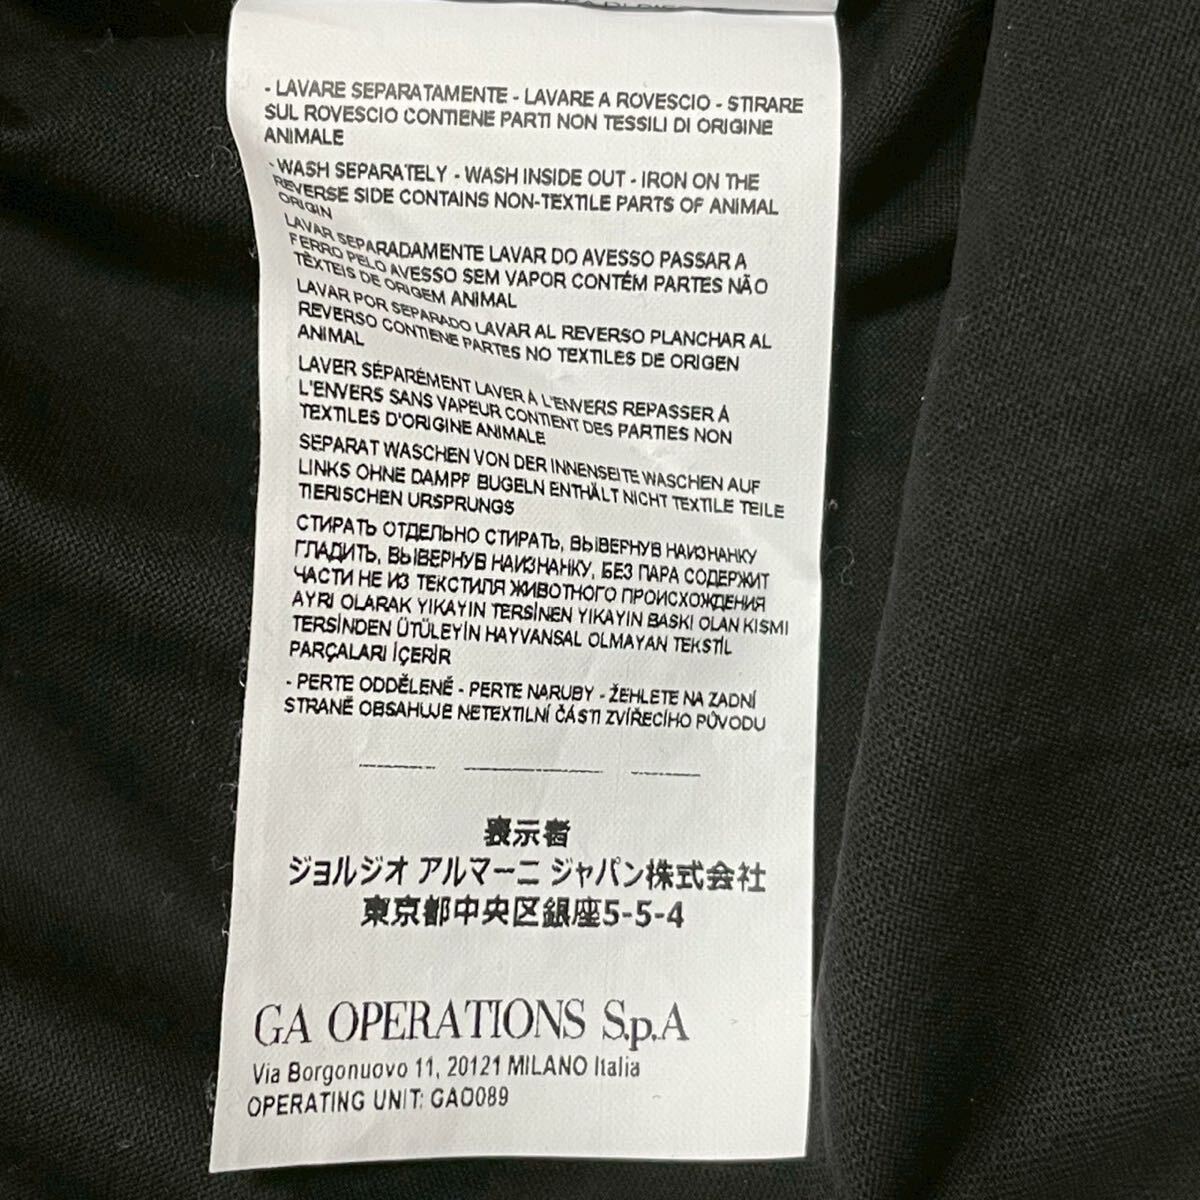 - LAVARE SEPARATAMENTE - LAVARE A ROVESCIO - STIRARE
SUL ROVESCIO CONTIENE PARTI NON TESSILI DI ORIGINE
ANIMALE
- WASH SEPARATELY - WASH INSIDE OUT - IRON ON THE
REVERSE SIDE CONTAINS NON-TEXTILE PARTS OF ANIMAL
ORIGIN
LAVAR SEPARADAMENTE LAVAR DO AVESSO PASSAR A
FERRO PELO AVESSO SEM VAPOR CONTÉM PARTES NÃO
TÊXTEIS DE ORIGEM ANIMAL
LAVAR POR SEPARADO LAVAR AL REVERSO PLANCHAR AL
REVERSO CONTIENE PARTES NO TEXTILES DE ORIGEN
ANIMAL
LAVER SÉPARÉMENT LAVER À L'ENVERS REPASSER À
L'ENVERS SANS VAPEUR CONTIENT DES PARTIES NON
TEXTILES D'ORIGINE ANIMALE
SEPARAT WASCHEN VON DER INNENSEITE WASCHEN AUF
LINKS OHNE DAMPF BUGELN ENTHÄLT NICHT TEXTILE TEILE
TIERISCHEN URSPRUNGS
СТИРАТЬ ОТДЕЛЬНО СТИРАТЬ, ВЫВЕРНУВ НАИЗНАНКУ
ГЛАДИТЬ, ВЫВЕРНУВ НАИЗНАНКУ, БЕЗ ПАРА СОДЕРЖИТ
ЧАСТИ НЕ ИЗ ТЕКСТИЛЯ ЖИВОТНОГО ПРОИСХОЖДЕНИЯ
AYRI OLARAK YIKAYIN TERSİNEN YIKAYIN BASKI OLAN KISMI
TERSİNDEN ÜTÜLEYİN HAYVANSAL OLMAYAN TEKSTİL
PARÇALARI İÇERİR
- PERTE ODDĚLENĚ - PERTE NARUBY - ŽEHLETE NA ZADNÍ
STRANĚ OBSAHUJE NETEXTILNÍ ČÁSTI ZVÍŘECÍHO PŮVODU
表示者
ジョルジオ アルマーニ ジャパン株式会社
東京都中央区銀座5-5-4
GA OPERATIONS S.p.A
Via Borgonuovo 11, 20121 MILANO Italia
OPERATING UNIT: GAO089